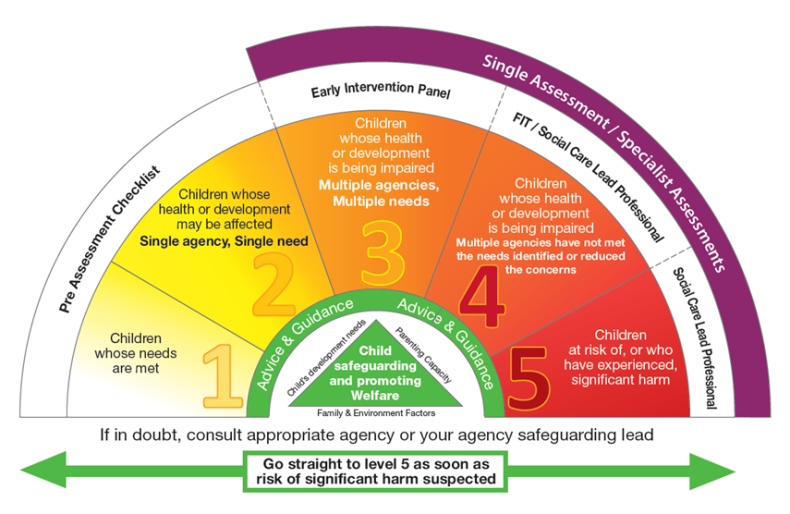 Single Assessment / Specialist Assessments
Pre Assessment Checklist
Early Intervention Panel
FIT / Social Care Lead Professional
Social Care Lead Professional
Children
whose needs
are met
1
Children whose
health or development
may be affected
Single agency, Single need
2
Children
whose health
or development
is being impaired
Multiple agencies,
Multiple needs
3
Children
whose health
or development
is being impaired
Multiple agencies have not met
the needs identified or reduced
the concerns
4
Children
at risk of, or who
have experienced,
significant harm
5
Advice & Guidance
Advice & Guidance
Child's development needs
Parenting Capacity
Child
safeguarding
and promoting
Welfare
Family & Environment Factors
If in doubt, consult appropriate agency or your agency safeguarding lead
Go straight to level 5 as soon as
risk of significant harm suspected